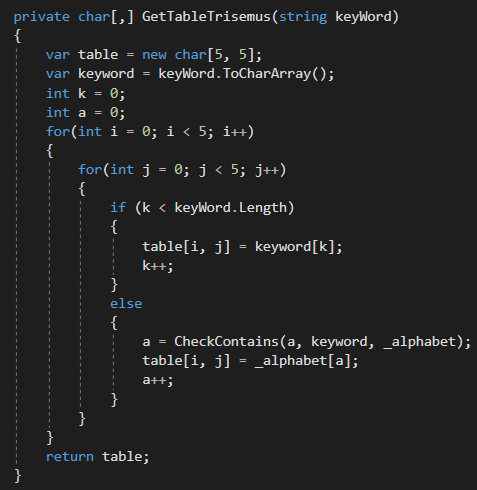 private char[,] GetTableTrisemus(string keyWord)
{
    var table = new char[5, 5];
    var keyword = keyWord.ToCharArray();
    int k = 0;
    int a = 0;
    for(int i = 0; i < 5; i++)
    {
        for(int j = 0; j < 5; j++)
        {
            if (k < keyWord.Length)
            {
                table[i, j] = keyword[k];
                k++;
            }
            else
            {
                a = CheckContains(a, keyword, _alphabet);
                table[i, j] = _alphabet[a];
                a++;
            }
        }
    }
    return table;
}